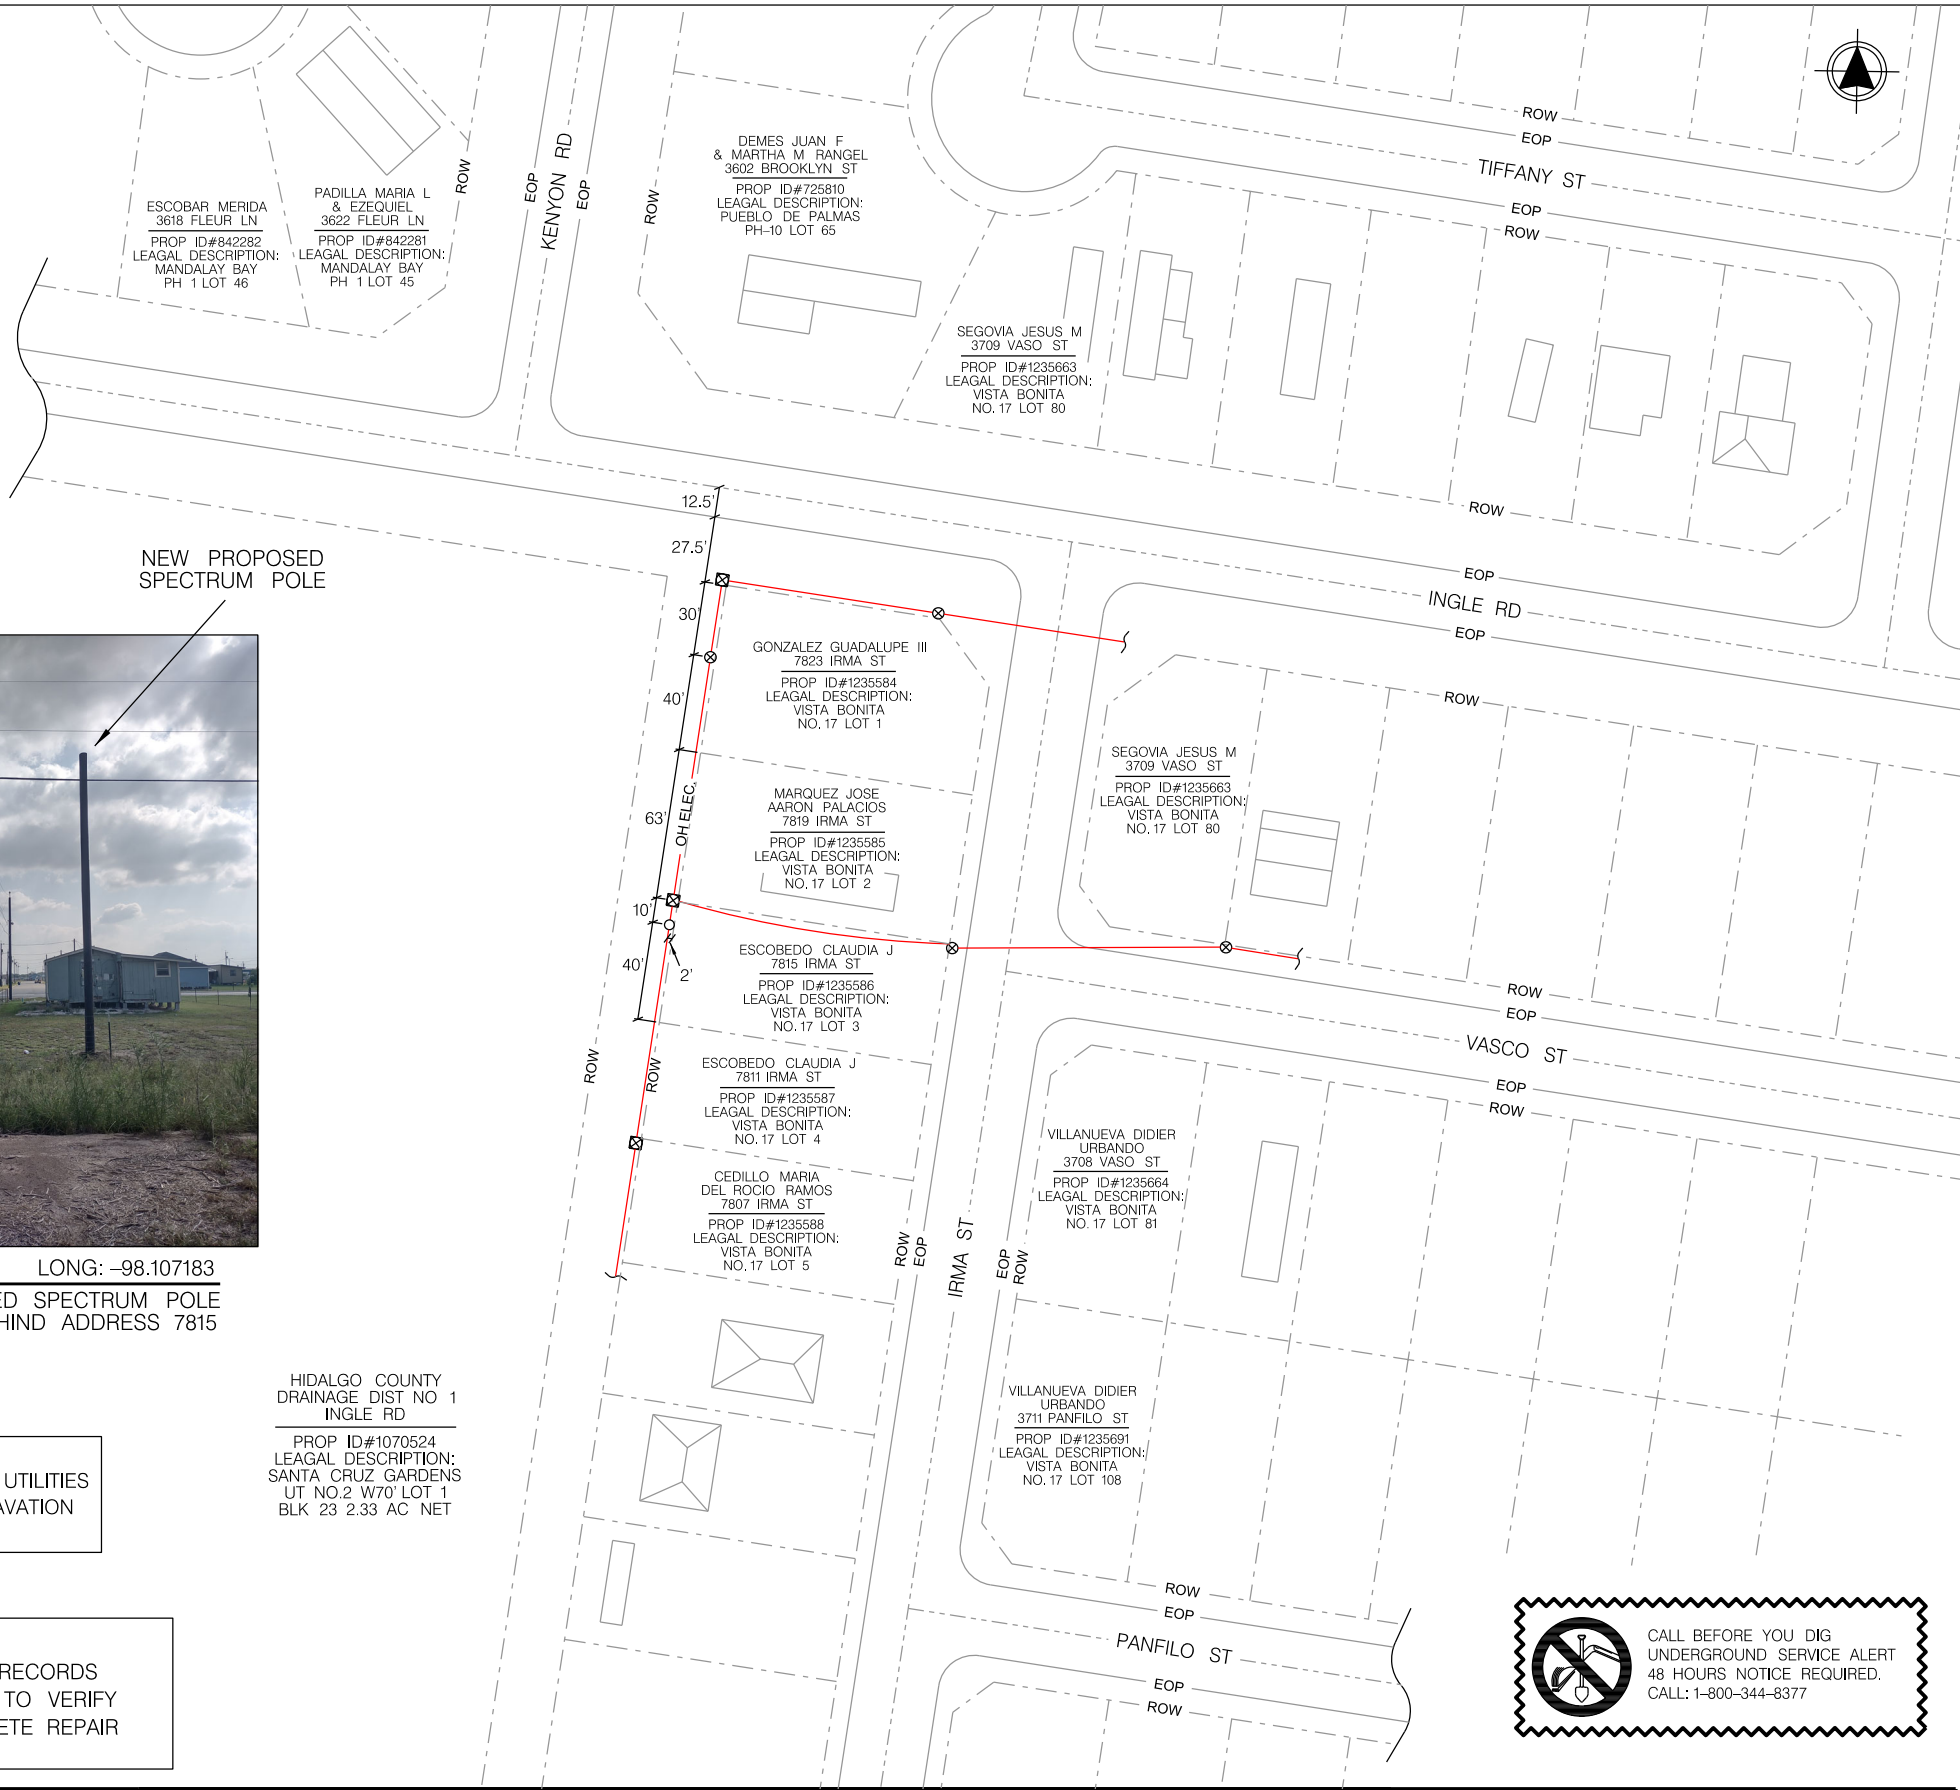 ESCOBAR MERIDA
3618 FLEUR LN
PROP ID#842282
LEAGAL DESCRIPTION:
MANDALAY BAY
PH 1 LOT 46
PADILLA MARIA L
& EZEQUIEL
3622 FLEUR LN
PROP ID#842281
LEAGAL DESCRIPTION:
MANDALAY BAY
PH 1 LOT 45
ROW
EOP
KENYON RD
EOP
ROW
DEMES JUAN F
& MARTHA M RANGEL
3602 BROOKLYN ST
PROP ID#725810
LEAGAL DESCRIPTION:
PUEBLO DE PALMAS
PH-10 LOT 65
ROW
EOP
TIFFANY ST
EOP
ROW
SEGOVIA JESUS M
3709 VASO ST
PROP ID#1235663
LEAGAL DESCRIPTION:
VISTA BONITA
NO. 17 LOT 80
ROW
EOP
INGLE RD
EOP
ROW
12.5'
27.5'
30'
40'
63'
10'
40'
2'
OH ELEC.
NEW PROPOSED
SPECTRUM POLE
GONZALEZ GUADALUPE III
7823 IRMA ST
PROP ID#1235584
LEAGAL DESCRIPTION:
VISTA BONITA
NO. 17 LOT 1
MARQUEZ JOSE
AARON PALACIOS
7819 IRMA ST
PROP ID#1235585
LEAGAL DESCRIPTION:
VISTA BONITA
NO. 17 LOT 2
SEGOVIA JESUS M
3709 VASO ST
PROP ID#1235663
LEAGAL DESCRIPTION:
VISTA BONITA
NO. 17 LOT 80
ESCOBEDO CLAUDIA J
7815 IRMA ST
PROP ID#1235586
LEAGAL DESCRIPTION:
VISTA BONITA
NO. 17 LOT 3
ROW
EOP
VASCO ST
EOP
ROW
ROW
ROW
ESCOBEDO CLAUDIA J
7811 IRMA ST
PROP ID#1235587
LEAGAL DESCRIPTION:
VISTA BONITA
NO. 17 LOT 4
CEDILLO MARIA
DEL ROCIO RAMOS
7807 IRMA ST
PROP ID#1235588
LEAGAL DESCRIPTION:
VISTA BONITA
NO. 17 LOT 5
VILLANUEVA DIDIER
URBANDO
3708 VASO ST
PROP ID#1235664
LEAGAL DESCRIPTION:
VISTA BONITA
NO. 17 LOT 81
ROW
EOP
IRMA ST
EOP
ROW
LONG: -98.107183
ED SPECTRUM POLE
HIND ADDRESS 7815
HIDALGO COUNTY
DRAINAGE DIST NO 1
INGLE RD
PROP ID#1070524
LEAGAL DESCRIPTION:
SANTA CRUZ GARDENS
UT NO.2 W70' LOT 1
BLK 23 2.33 AC NET
VILLANUEVA DIDIER
URBANDO
3711 PANFILO ST
PROP ID#1235691
LEAGAL DESCRIPTION:
VISTA BONITA
NO. 17 LOT 108
UTILITIES
AVATION
RECORDS
TO VERIFY
ETE REPAIR
ROW
EOP
PANFILO ST
EOP
ROW
CALL BEFORE YOU DIG
UNDERGROUND SERVICE ALERT
48 HOURS NOTICE REQUIRED.
CALL: 1-800-344-8377